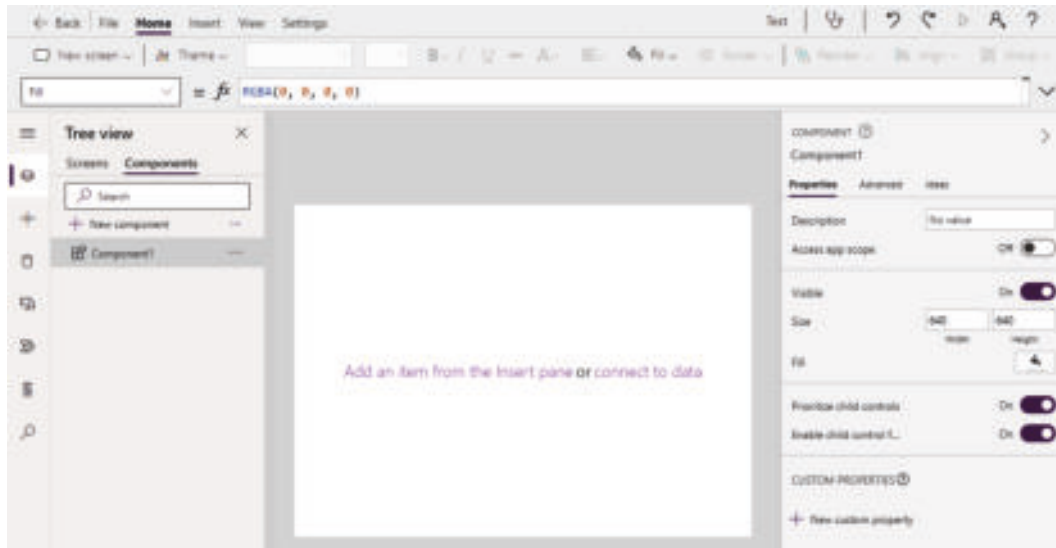 Back File Home Insert View Settings Test
New screen Theme B I U A Fill
Fill = fx RGBA(0, 0, 0, 0)
Tree view
Screens Components
Search
New component
Component1
Add an item from the Insert pane or connect to data
COMPONENT
Component1
Properties Advanced Ideas
Description No value
Access app scope Off
Visible On
Size 640 640
Width Height
Fill
Prioritize child controls On
Enable child control f... On
CUSTOM PROPERTIES
New custom property